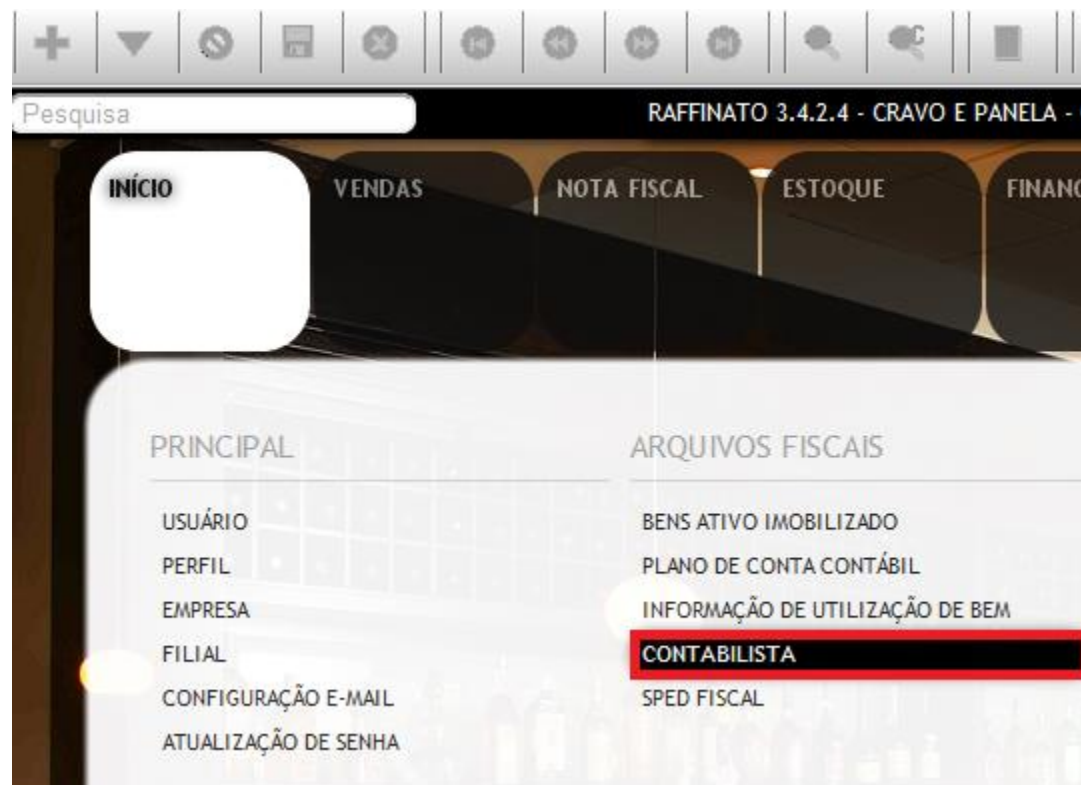 Pesquisa
RAFFINATO 3.4.2.4 - CRAVO E PANELA -
INÍCIO
VENDAS
NOTA FISCAL
ESTOQUE
FINANC
PRINCIPAL
USUÁRIO
PERFIL
EMPRESA
FILIAL
CONFIGURAÇÃO E-MAIL
ATUALIZAÇÃO DE SENHA
ARQUIVOS FISCAIS
BENS ATIVO IMOBILIZADO
PLANO DE CONTA CONTÁBIL
INFORMAÇÃO DE UTILIZAÇÃO DE BEM
CONTABILISTA
SPED FISCAL